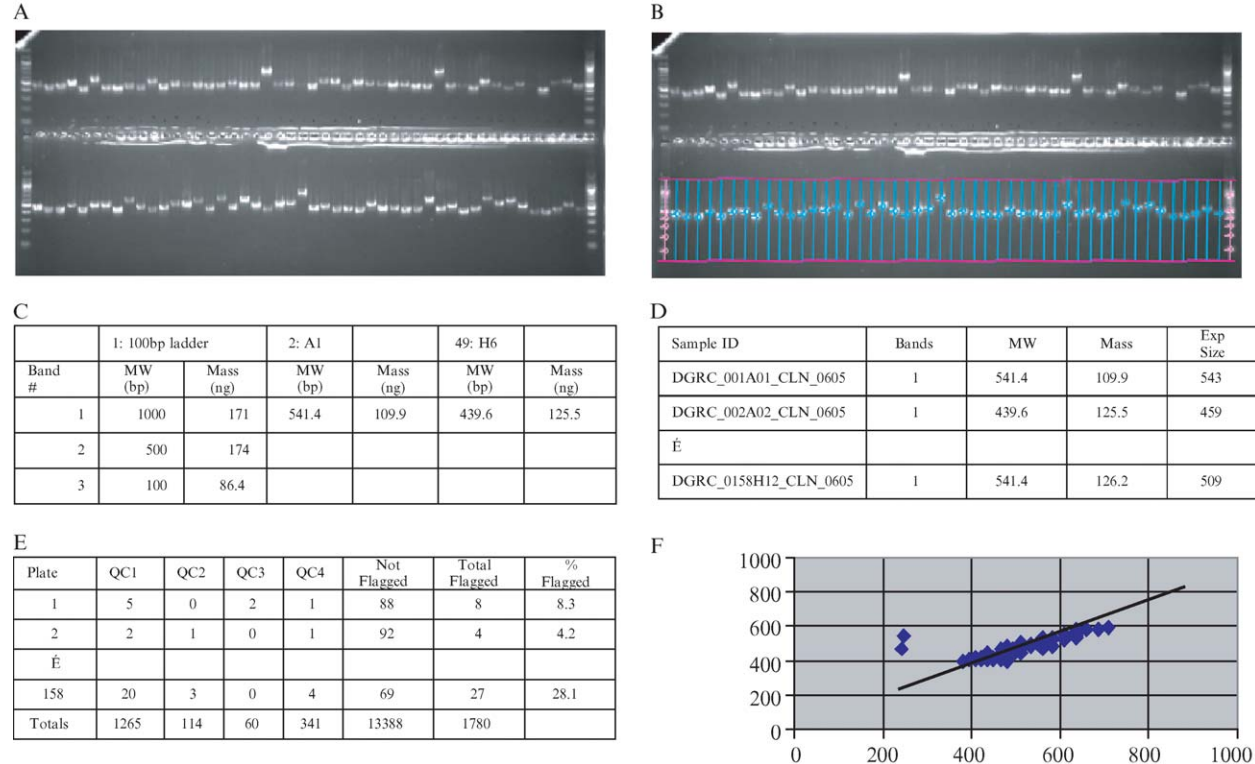 A
B
C
1: 100bp ladder 2: A1 49: H6
Band # MW (bp) Mass (ng) MW (bp) Mass (ng) MW (bp) Mass (ng)
1 1000 171 541.4 109.9 439.6 125.5
2 500 174
3 100 86.4
D
Sample ID Bands MW Mass Exp Size
DGRC_001A01_CLN_0605 1 541.4 109.9 543
DGRC_002A02_CLN_0605 1 439.6 125.5 459
É
DGRC_0158H12_CLN_0605 1 541.4 126.2 509
E
Plate QC1 QC2 QC3 QC4 Not Flagged Total Flagged % Flagged
1 5 0 2 1 88 8 8.3
2 2 1 0 1 92 4 4.2
É
158 20 3 0 4 69 27 28.1
Totals 1265 114 60 341 13388 1780
F
1000
800
600
400
200
0
0 200 400 600 800 1000